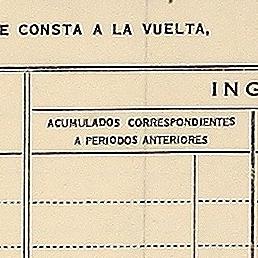 E CONSTA A LA VUELTA,
ING
ACUMULADOS CORRESPONDIENTES
A PERIODOS ANTERIORES